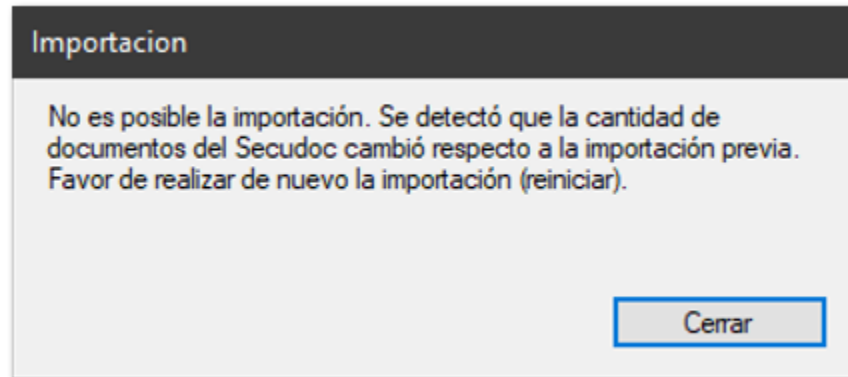 Importacion
No es posible la importación. Se detectó que la cantidad de
documentos del Secudoc cambió respecto a la importación previa.
Favor de realizar de nuevo la importación (reiniciar).
Cerrar